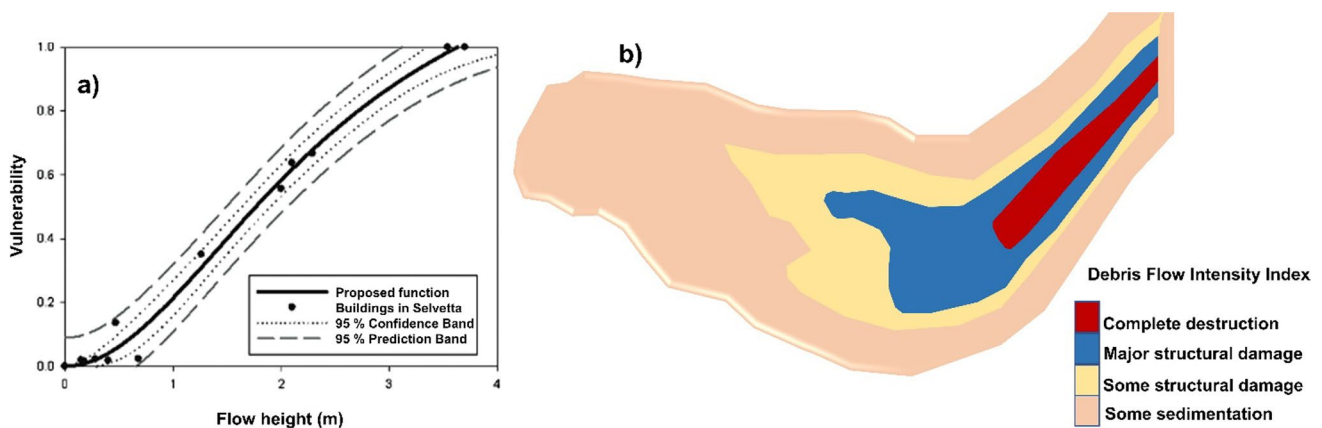 a)
Vulnerability
1.0
0.8
0.6
0.4
0.2
0.0
0
1
2
3
4
Flow height (m)
Proposed function
Buildings in Selvetta
95 % Confidence Band
95 % Prediction Band
b)
Debris Flow Intensity Index
Complete destruction
Major structural damage
Some structural damage
Some sedimentation